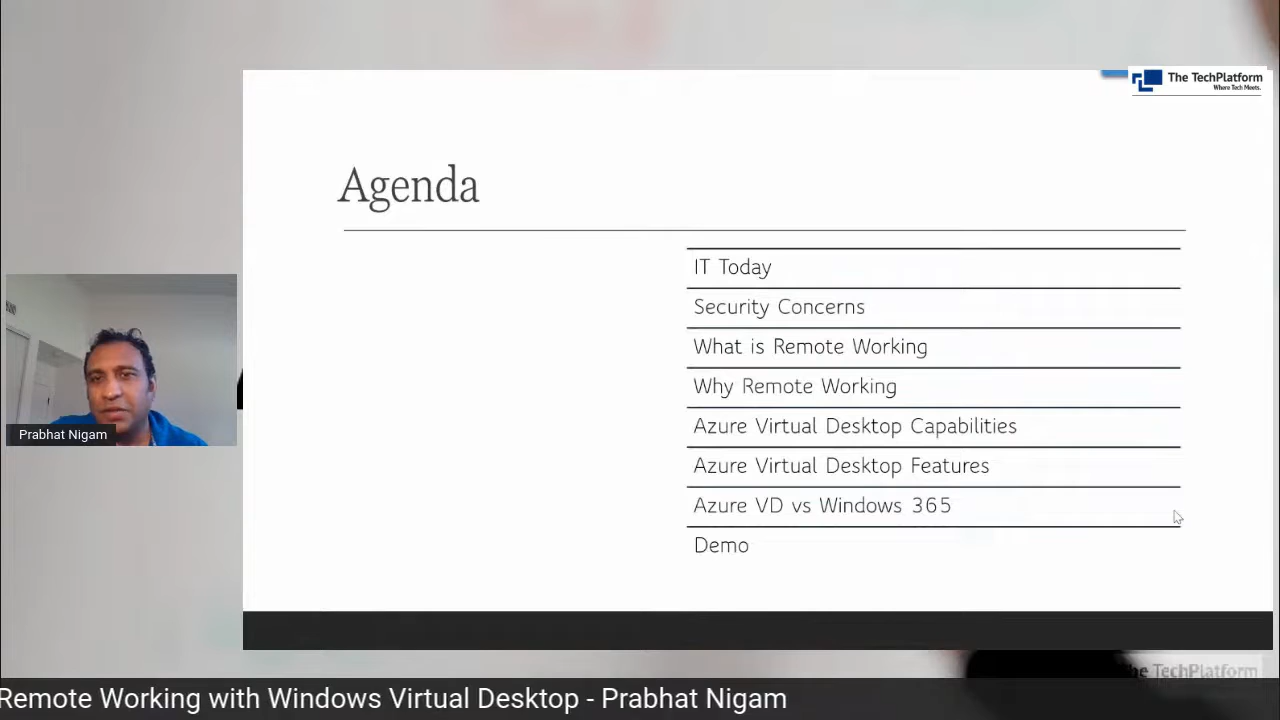 The TechPlatform
Where Tech Meets.
Agenda
IT Today
Security Concerns
What is Remote Working
Why Remote Working
Azure Virtual Desktop Capabilities
Azure Virtual Desktop Features
Azure VD vs Windows 365
Demo
Prabhat Nigam
The TechPlatform
Remote Working with Windows Virtual Desktop - Prabhat Nigam